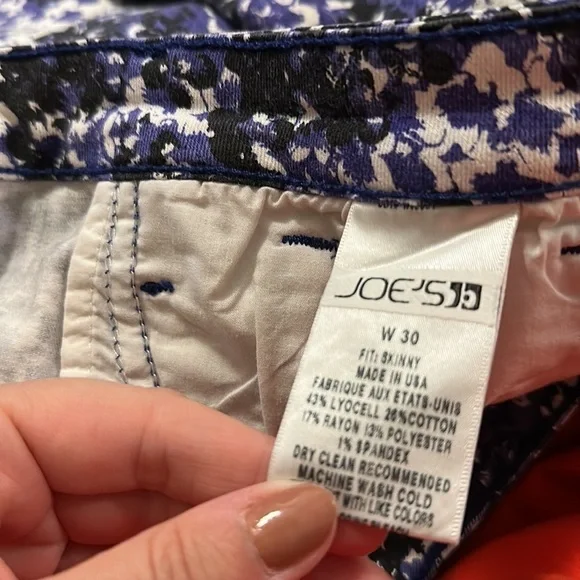 JOE'S
W 30
FIT: SKINNY
MADE IN USA
FABRIQUE AUX ETATS-UNIS
43% LYOCELL 26%COTTON
17% RAYON 13% POLYESTER
1% SPANDEX
DRY CLEAN RECOMMENDED
MACHINE WASH COLD
WITH LIKE COLORS